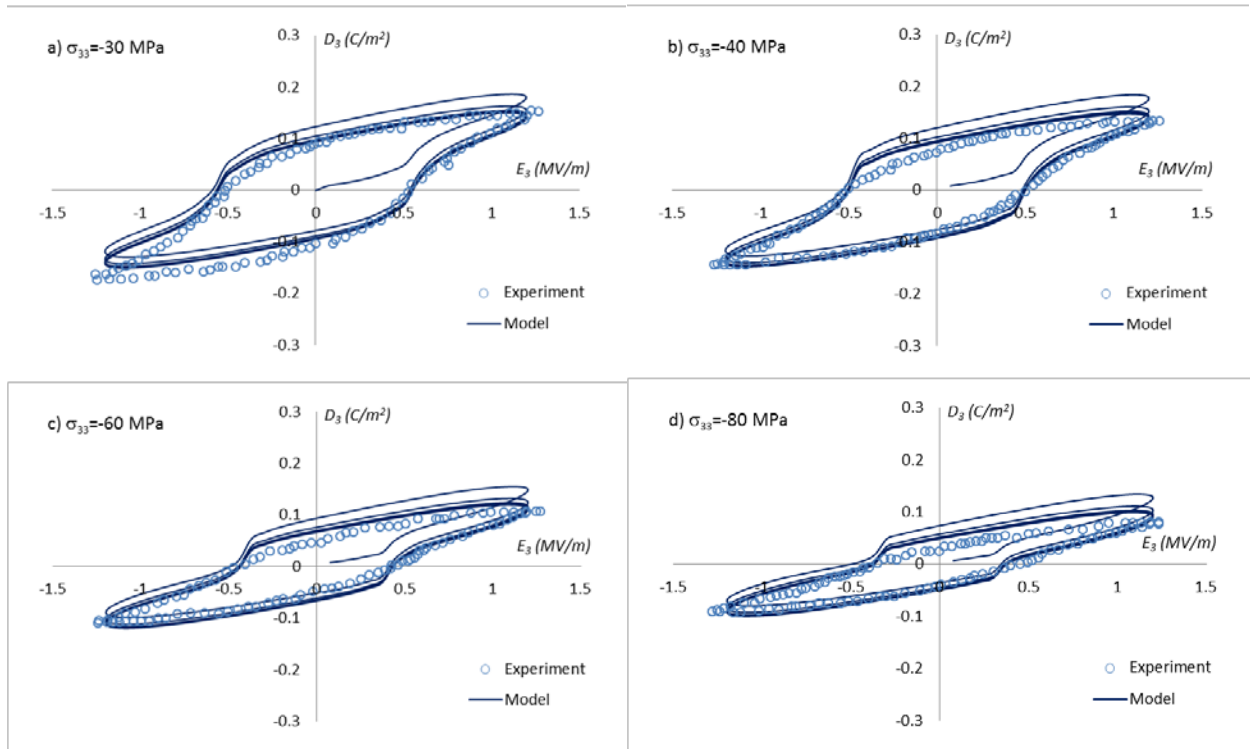 a) σ33=-30 MPa
D3 (C/m²)
0.3
0.2
0.1
0
-0.1
-0.2
-0.3
E3 (MV/m)
-1.5
-1
-0.5
0
0.5
1
1.5
Experiment
Model
b) σ33=-40 MPa
D3 (C/m²)
0.3
0.2
0.1
0
-0.1
-0.2
-0.3
E3 (MV/m)
-1.5
-1
-0.5
0
0.5
1
1.5
Experiment
Model
c) σ33=-60 MPa
D3 (C/m²)
0.3
0.2
0.1
0
-0.1
-0.2
-0.3
E3 (MV/m)
-1.5
-1
-0.5
0
0.5
1
1.5
Experiment
Model
d) σ33=-80 MPa
D3 (C/m²)
0.3
0.2
0.1
0
-0.1
-0.2
-0.3
E3 (MV/m)
-1.5
-1
-0.5
0
0.5
1
1.5
Experiment
Model